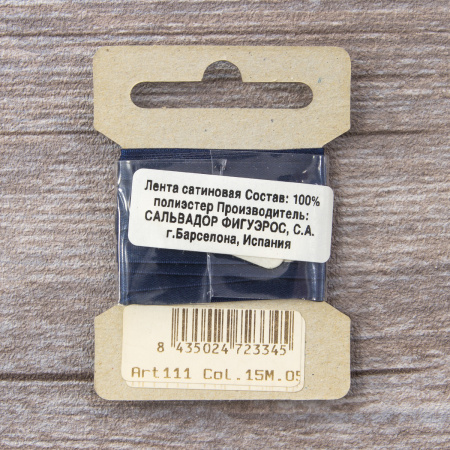 Лента сатиновая Состав: 100%
полиэстер Производитель:
САЛЬВАДОР ФИГУЭРОС, С.А.
г.Барселона, Испания
8 435024 723345
Art111 Col.15M.05